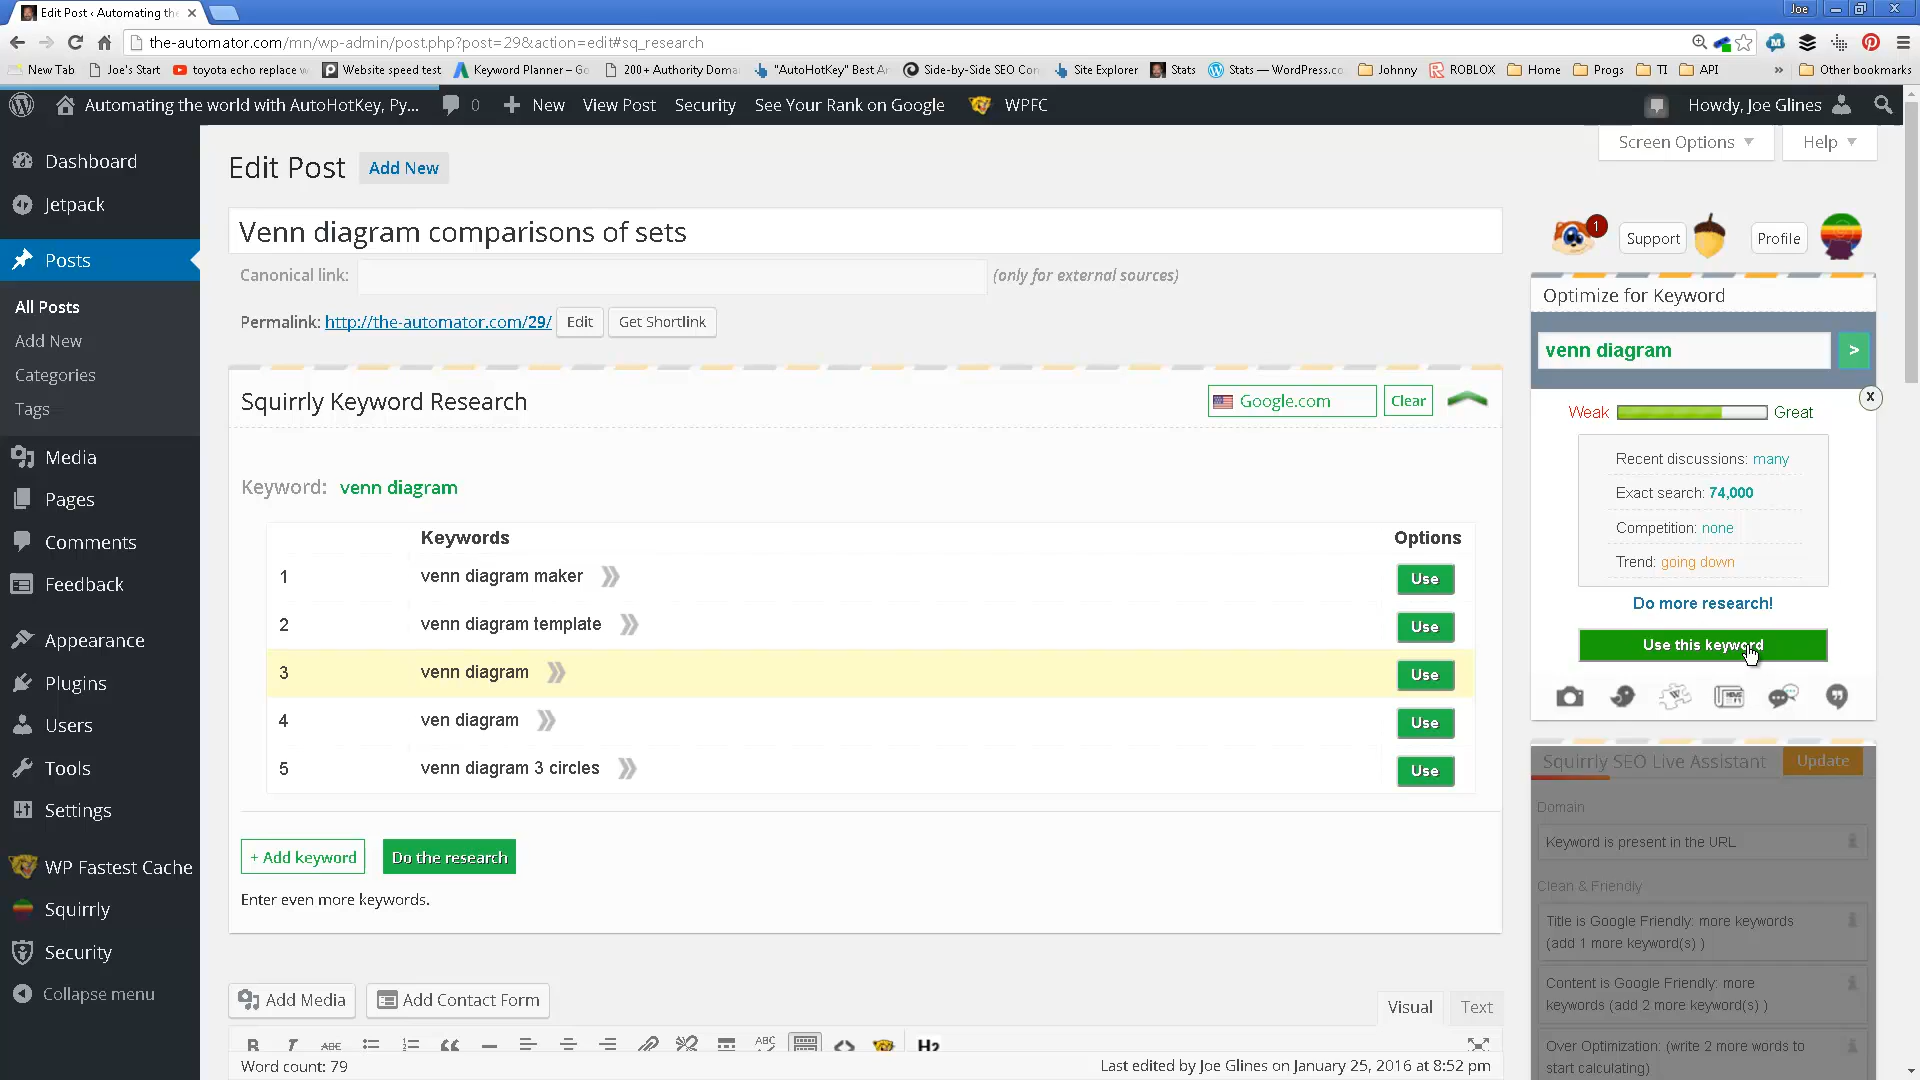 Edit Post ‹ Automating the
Joe
the-automator.com/mn/wp-admin/post.php?post=29&action=edit#sq_research
New Tab
Joe's Start
toyota echo replace
Website speed test
Keyword Planner – Go
200+ Authority Domai
"AutoHotKey" Best A
Side-by-Side SEO Con
Site Explorer
Stats
Stats — WordPress.co
Johnny
ROBLOX
Home
Progs
TI
API
»
Other bookmarks
Automating the world with AutoHotKey, Py...
0
New
View Post
Security
See Your Rank on Google
WPFC
Howdy, Joe Glines
Dashboard
Jetpack
Posts
All Posts
Add New
Categories
Tags
Media
Pages
Comments
Feedback
Appearance
Plugins
Users
Tools
Settings
WP Fastest Cache
Squirrly
Security
Collapse menu
Screen Options
Help
Edit Post
Add New
Venn diagram comparisons of sets
Canonical link:
(only for external sources)
Permalink: http://the-automator.com/29/
Edit
Get Shortlink
Squirrly Keyword Research
Google.com
Clear
Keyword: venn diagram
Keywords
Options
1 venn diagram maker Use
2 venn diagram template Use
3 venn diagram Use
4 ven diagram Use
5 venn diagram 3 circles Use
+ Add keyword
Do the research
Enter even more keywords.
Add Media
Add Contact Form
Visual
Text
B I ABC
ABC
H2
Word count: 79
Last edited by Joe Glines on January 25, 2016 at 8:52 pm
1
Support
Profile
Optimize for Keyword
venn diagram
>
x
Weak
Great
Recent discussions: many
Exact search: 74,000
Competition: none
Trend: going down
Do more research!
Use this keyword
NEWS
Squirrly SEO Live Assistant
Update
Domain
Keyword is present in the URL
Clean & Friendly
Title is Google Friendly: more keywords
(add 1 more keyword(s) )
Content is Google Friendly: more
keywords (add 2 more keyword(s) )
Over Optimization: (write 2 more words to
start calculating)